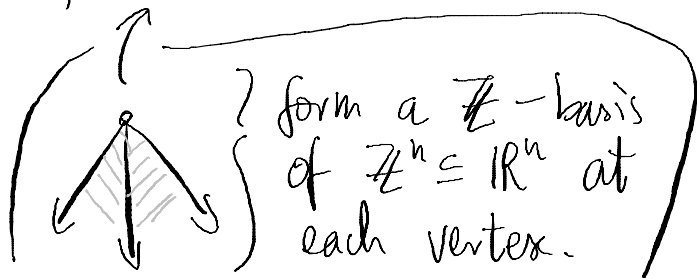 form a ℤ-basis
of ℤⁿ ⊆ ℝⁿ at
each vertex.